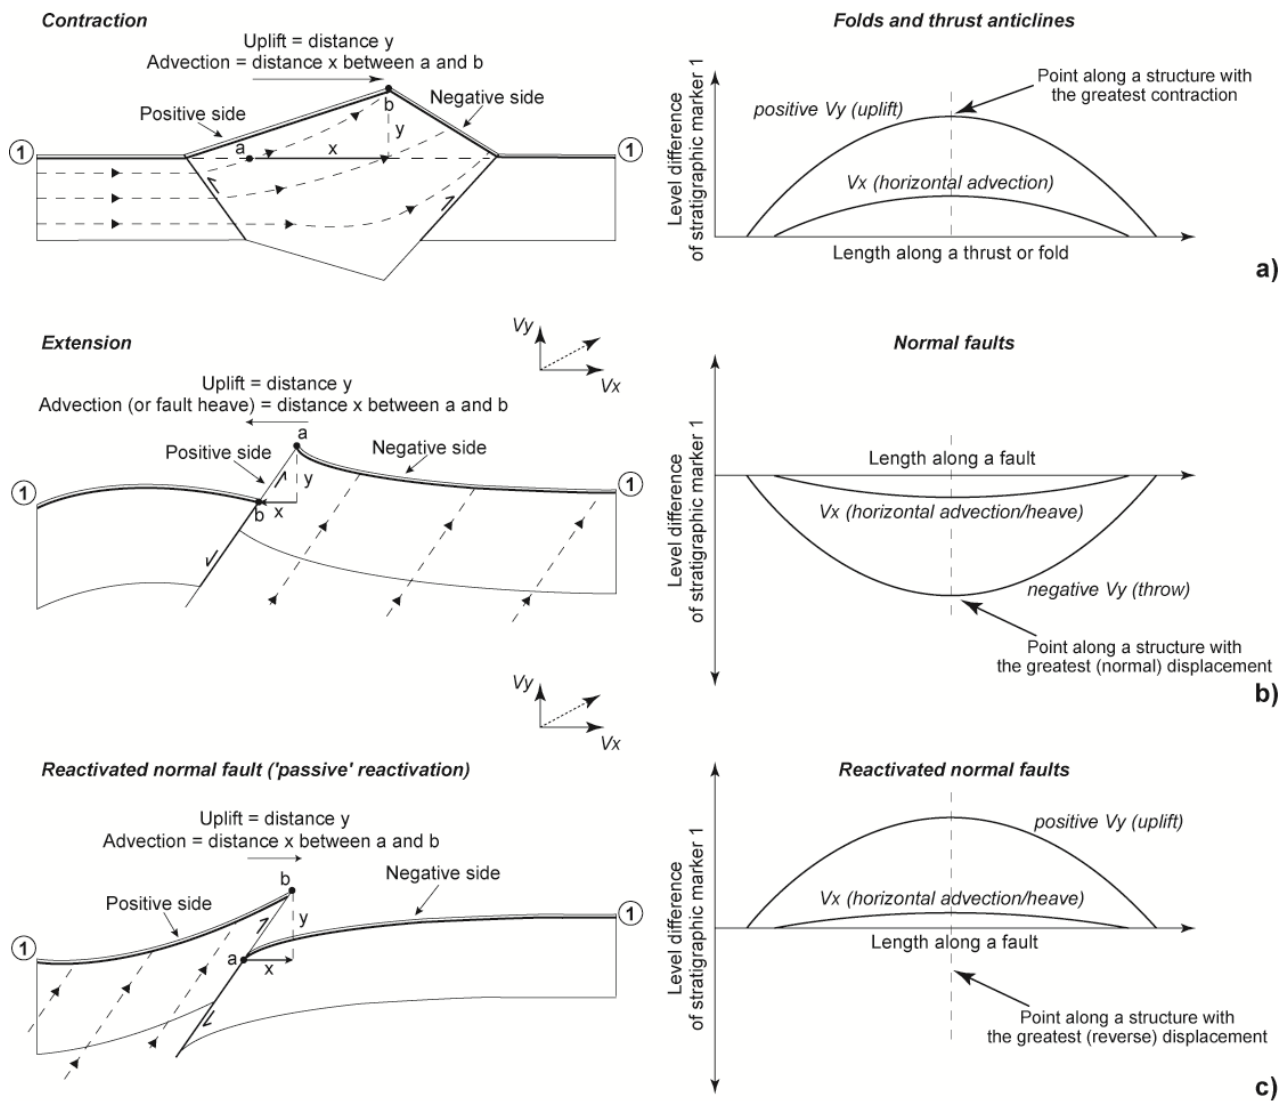 Contraction
Uplift = distance y
Advection = distance x between a and b
Positive side
Negative side
b
y
a
x
1
1
Folds and thrust anticlines
Level difference
of stratigraphic marker 1
positive Vy (uplift)
Point along a structure with
the greatest contraction
Vx (horizontal advection)
Length along a thrust or fold
a)
Extension
Vy
Vx
Uplift = distance y
Advection (or fault heave) = distance x between a and b
Positive side
a
Negative side
y
b
x
1
1
Normal faults
Level difference
of stratigraphic marker 1
Length along a fault
Vx (horizontal advection/heave)
negative Vy (throw)
Point along a structure with
the greatest (normal) displacement
b)
Vy
Vx
Reactivated normal fault ('passive' reactivation)
Uplift = distance y
Advection = distance x between a and b
b
Negative side
Positive side
y
a
x
1
1
Reactivated normal faults
Level difference
of stratigraphic marker 1
positive Vy (uplift)
Vx (horizontal advection/heave)
Length along a fault
Point along a structure with
the greatest (reverse) displacement
c)